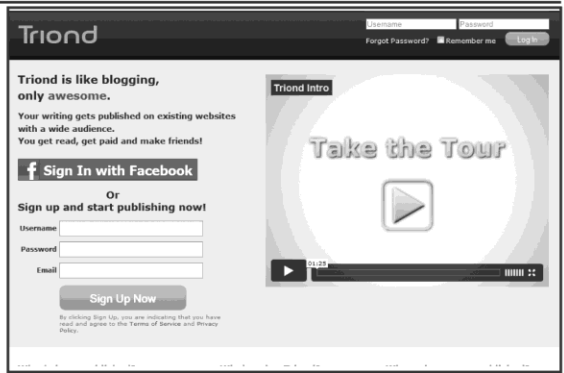 Triond
Username Password
Forgot Password? Remember me Log In
Triond is like blogging,
only awesome.
Your writing gets published on existing websites
with a wide audience.
You get read, get paid and make friends!
f Sign In with Facebook
Or
Sign up and start publishing now!
Username
Password
Email
Sign Up Now
By clicking Sign Up, you are indicating that you have
read and agree to the Terms of Service and Privacy
Policy.
Triond Intro
Take the Tour
01:25